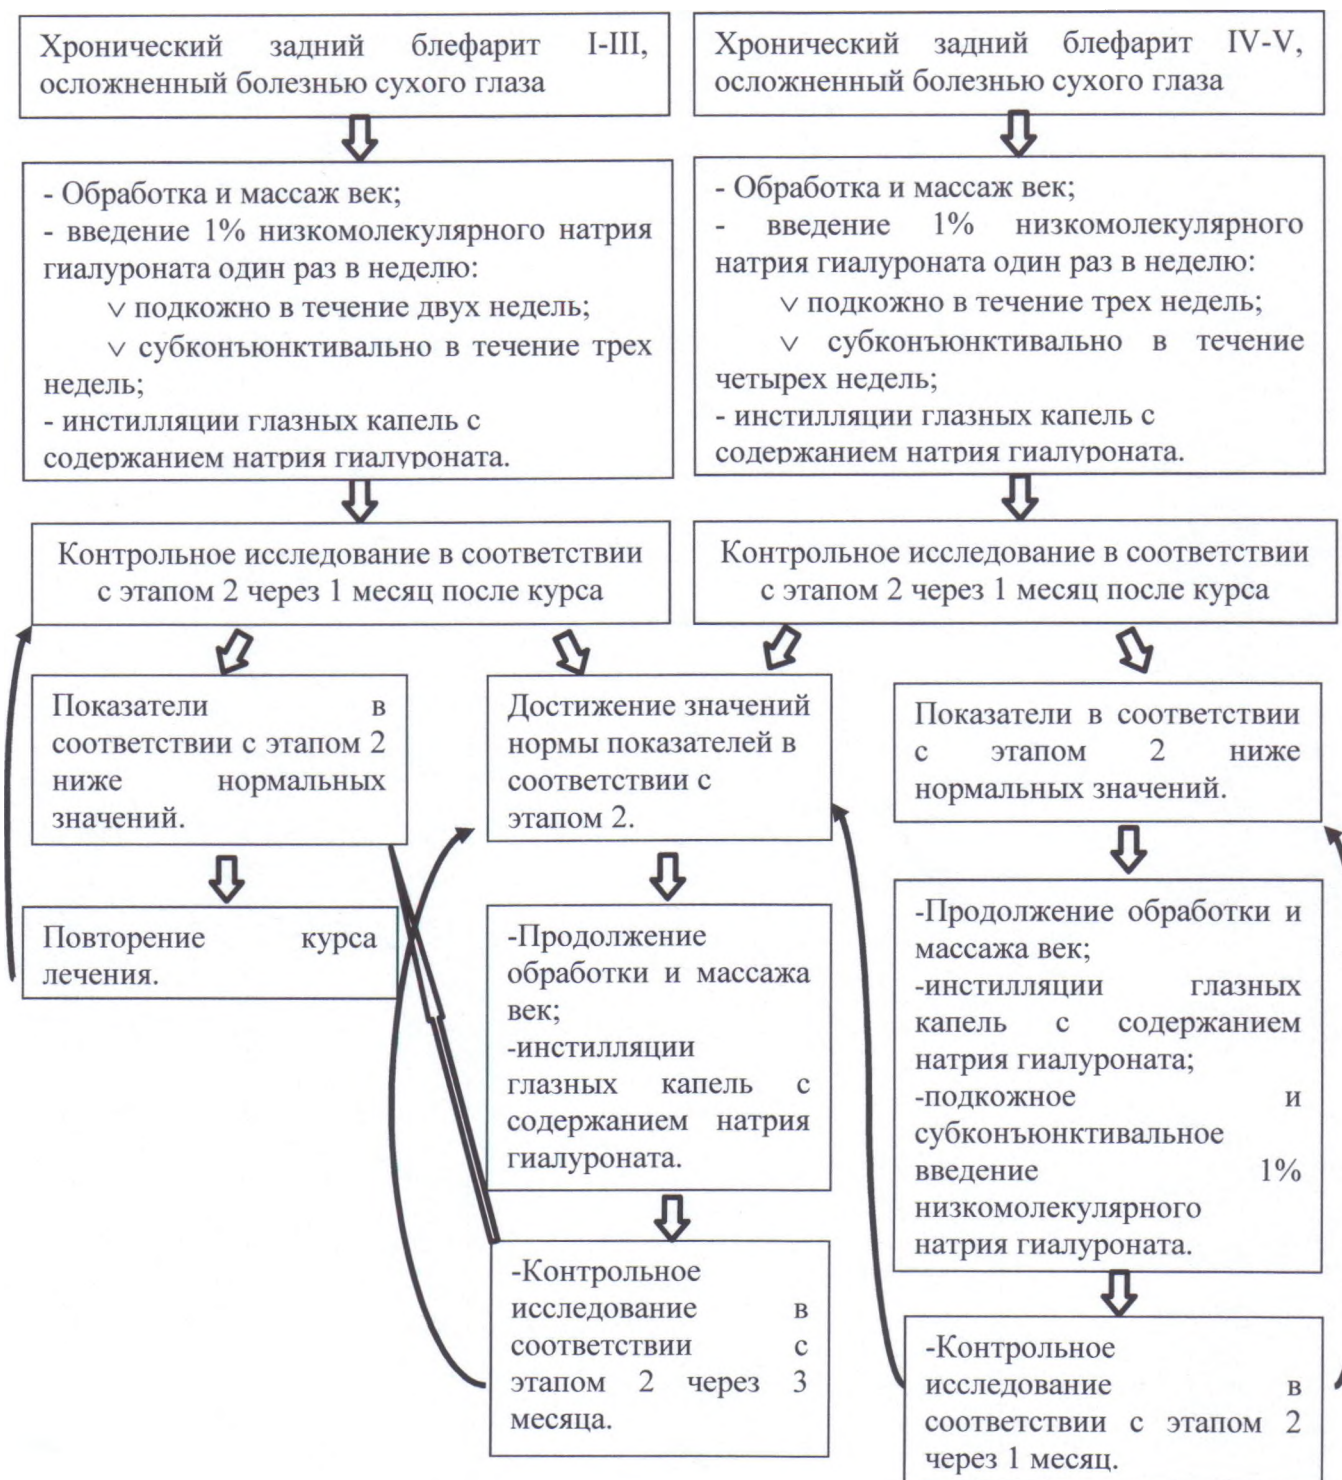 Хронический задний блефарит I-III,
осложненный болезнью сухого глаза
Хронический задний блефарит IV-V,
осложненный болезнью сухого глаза
- Обработка и массаж век;
- введение 1% низкомолекулярного натрия
гиалуроната один раз в неделю:
∨ подкожно в течение двух недель;
∨ субконъюнктивально в течение трех
недель;
- инстилляции глазных капель с
содержанием натрия гиалуроната.
- Обработка и массаж век;
- введение 1% низкомолекулярного
натрия гиалуроната один раз в неделю:
∨ подкожно в течение трех недель;
∨ субконъюнктивально в течение
четырех недель;
- инстилляции глазных капель с
содержанием натрия гиалуроната.
Контрольное исследование в соответствии
с этапом 2 через 1 месяц после курса
Контрольное исследование в соответствии
с этапом 2 через 1 месяц после курса
Показатели в
соответствии с этапом 2
ниже нормальных
значений.
Достижение значений
нормы показателей в
соответствии с
этапом 2.
Показатели в соответствии
с этапом 2 ниже
нормальных значений.
Повторение курса
лечения.
-Продолжение
обработки и массажа
век;
-инстилляции
глазных капель с
содержанием натрия
гиалуроната.
-Продолжение обработки и
массажа век;
-инстилляции глазных
капель с содержанием
натрия гиалуроната;
-подкожное и
субконъюнктивальное
введение 1%
низкомолекулярного
натрия гиалуроната.
-Контрольное
исследование в
соответствии с
этапом 2 через 3
месяца.
-Контрольное
исследование в
соответствии с этапом 2
через 1 месяц.